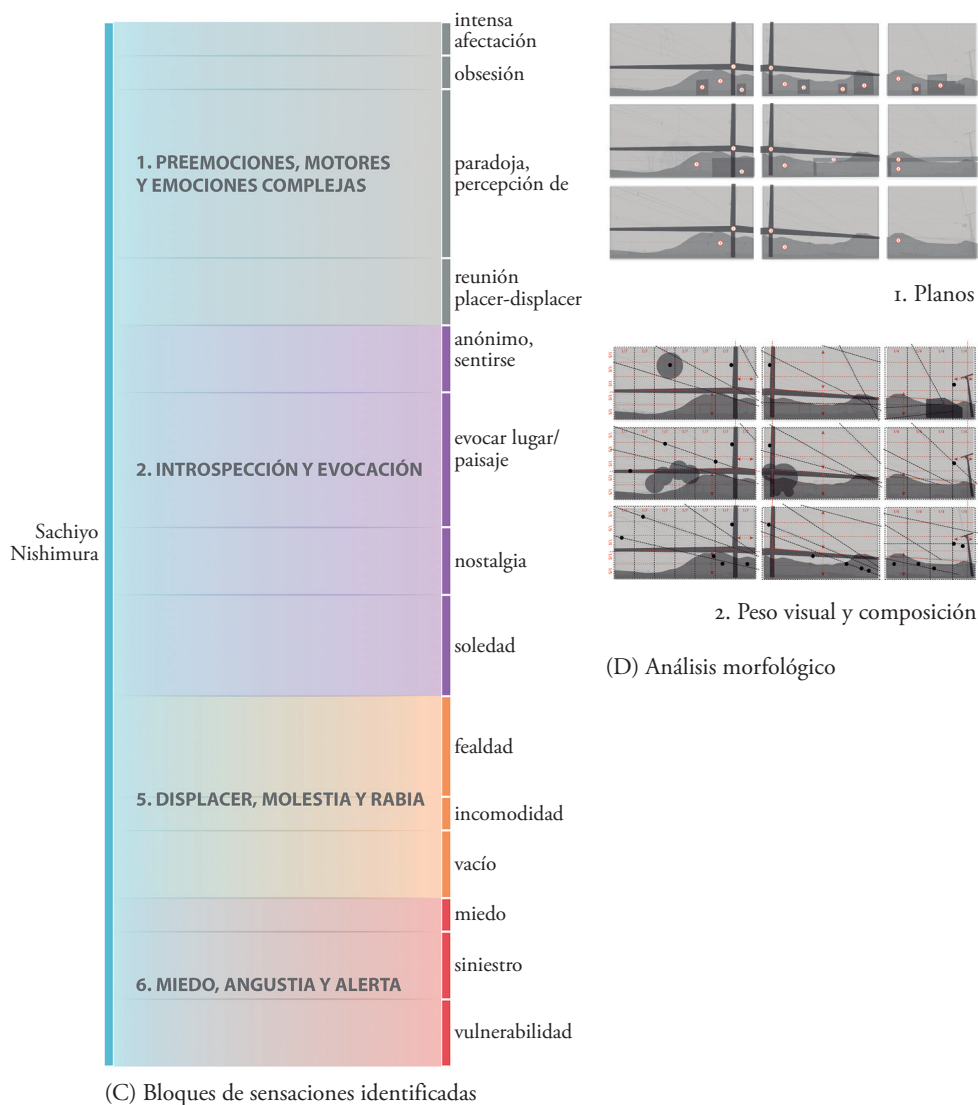 intensa
afectación
obsesión
1. PREEMOCIONES, MOTORES
Y EMOCIONES COMPLEJAS
paradoja,
percepción de
reunión
placer-displacer
anónimo,
sentirse
2. INTROSPECCIÓN Y EVOCACIÓN
evocar lugar/
paisaje
Sachiyo
Nishimura
nostalgia
soledad
fealdad
5. DISPLACER, MOLESTIA Y RABIA
incomodidad
vacío
miedo
siniestro
6. MIEDO, ANGUSTIA Y ALERTA
vulnerabilidad
(C) Bloques de sensaciones identificadas
1. Planos
2. Peso visual y composición
(D) Análisis morfológico